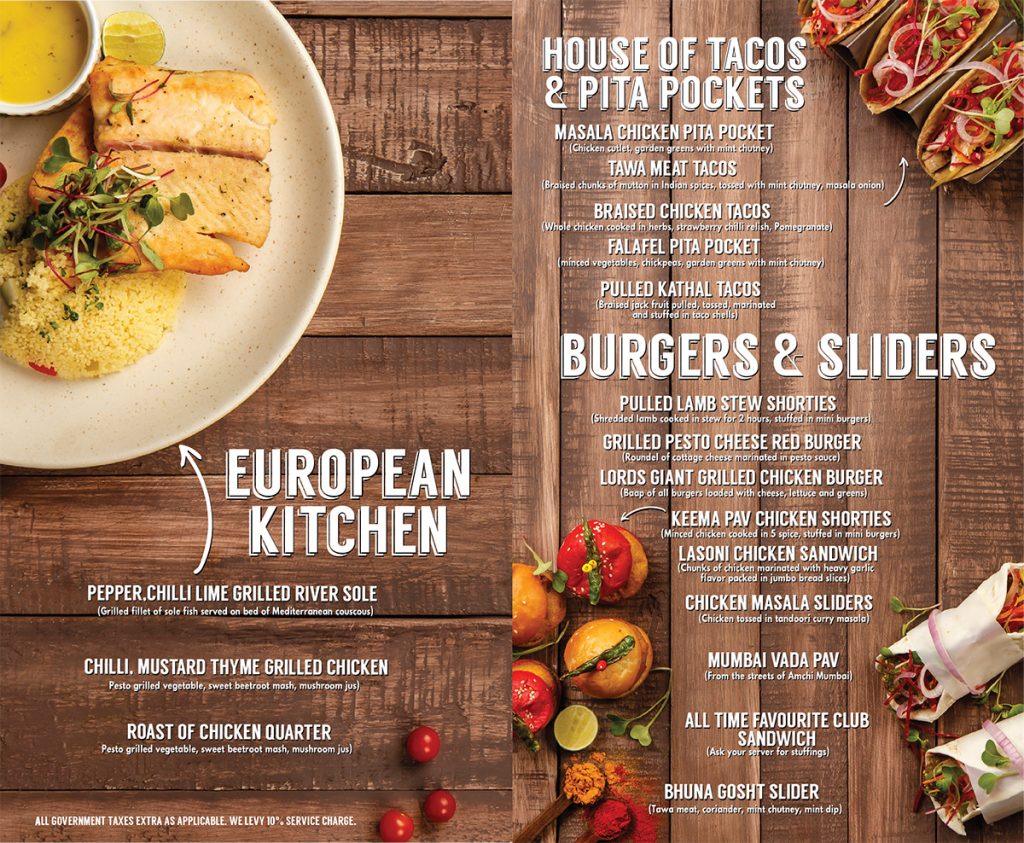 EUROPEAN
KITCHEN
PEPPER,CHILLI LIME GRILLED RIVER SOLE
(Grilled fillet of sole fish served on bed of Mediterranean couscous)
CHILLI, MUSTARD THYME GRILLED CHICKEN
Pesto grilled vegetable, sweet beetroot mash, mushroom jus)
ROAST OF CHICKEN QUARTER
Pesto grilled vegetable, sweet beetroot mash, mushroom jus)
ALL GOVERNMENT TAXES EXTRA AS APPLICABLE. WE LEVY 10% SERVICE CHARGE.
HOUSE OF TACOS
& PITA POCKETS
MASALA CHICKEN PITA POCKET
(Chicken cutlet, garden greens with mint chutney)
TAWA MEAT TACOS
(Braised chunks of mutton in Indian spices, tossed with mint chutney, masala onion)
BRAISED CHICKEN TACOS
(Whole chicken cooked in herbs, strawberry chilli relish, Pomegranate)
FALAFEL PITA POCKET
(minced vegetables, chickpeas, garden greens with mint chutney)
PULLED KATHAL TACOS
(Braised jack fruit pulled, tossed, marinated
and stuffed in taco shells)
BURGERS & SLIDERS
PULLED LAMB STEW SHORTIES
(Shredded lamb cooked in stew for 2 hours, stuffed in mini burgers)
GRILLED PESTO CHEESE RED BURGER
(Roundel of cottage cheese marinated in pesto sauce)
LORDS GIANT GRILLED CHICKEN BURGER
(Baap of all burgers loaded with cheese, lettuce and greens)
KEEMA PAV CHICKEN SHORTIES
(Minced chicken cooked in 5 spice, stuffed in mini burgers)
LASONI CHICKEN SANDWICH
(Chunks of chicken marinated with heavy garlic
flavor packed in jumbo bread slices)
CHICKEN MASALA SLIDERS
(Chicken tossed in tandoori curry masala)
MUMBAI VADA PAV
(From the streets of Amchi Mumbai)
ALL TIME FAVOURITE CLUB
SANDWICH
(Ask your server for stuffings)
BHUNA GOSHT SLIDER
(Tawa meat, coriander, mint chutney, mint dip)